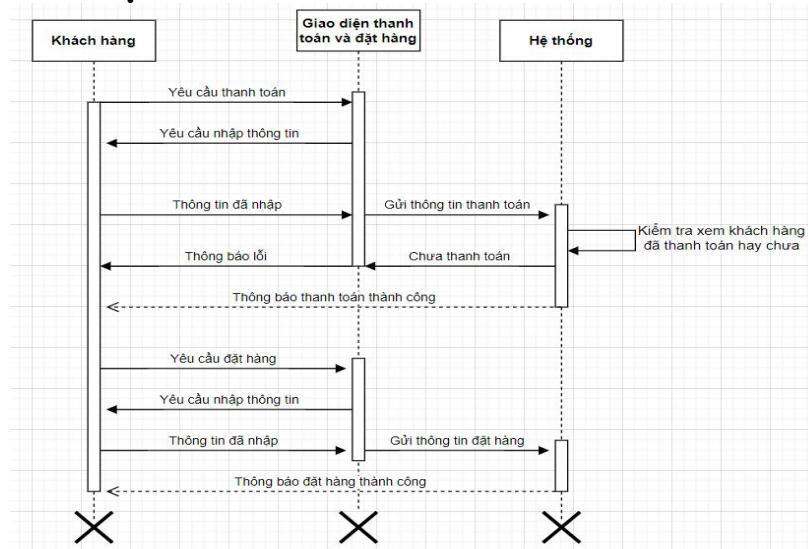 Khách hàng
Giao diện thanh
toán và đặt hàng
Hệ thống
Yêu cầu thanh toán
Yêu cầu nhập thông tin
Thông tin đã nhập
Gửi thông tin thanh toán
Kiểm tra xem khách hàng
đã thanh toán hay chưa
Thông báo lỗi
Chưa thanh toán
Thông báo thanh toán thành công
Yêu cầu đặt hàng
Yêu cầu nhập thông tin
Thông tin đã nhập
Gửi thông tin đặt hàng
Thông báo đặt hàng thành công